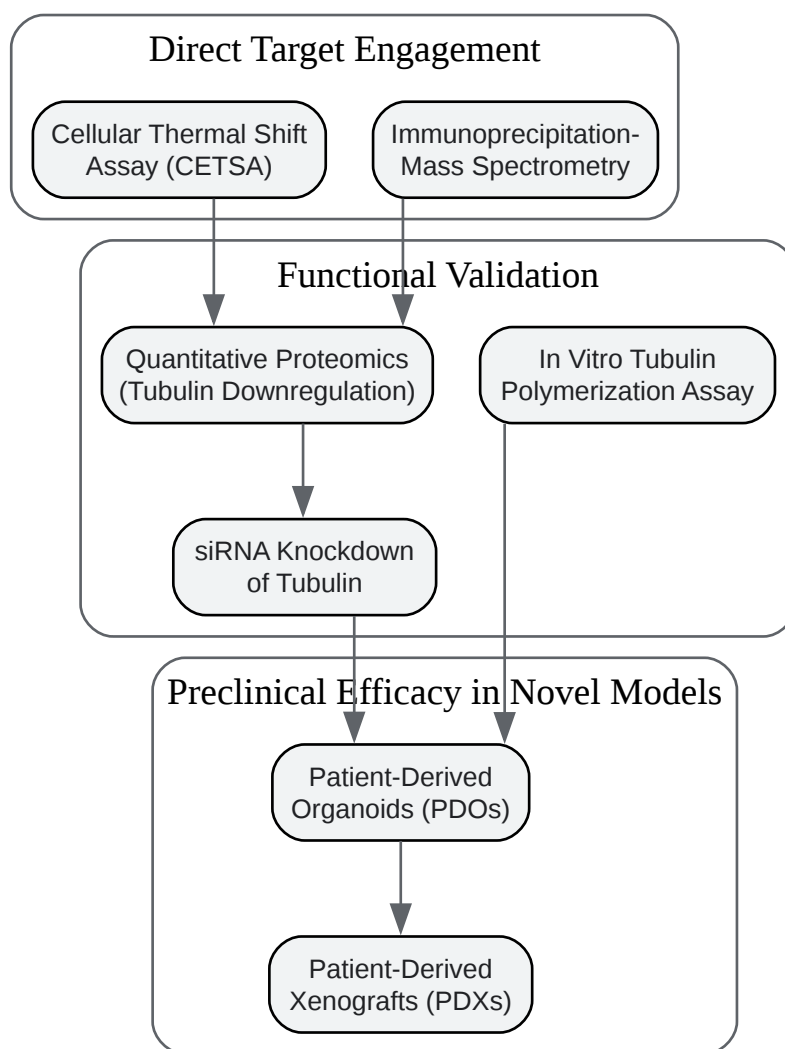 Direct Target Engagement
Cellular Thermal Shift
Assay (CETSA)
Immunoprecipitation-
Mass Spectrometry
Functional Validation
Quantitative Proteomics
(Tubulin Downregulation)
In Vitro Tubulin
Polymerization Assay
siRNA Knockdown
of Tubulin
Preclinical Efficacy in Novel Models
Patient-Derived
Organoids (PDOs)
Patient-Derived
Xenografts (PDXs)